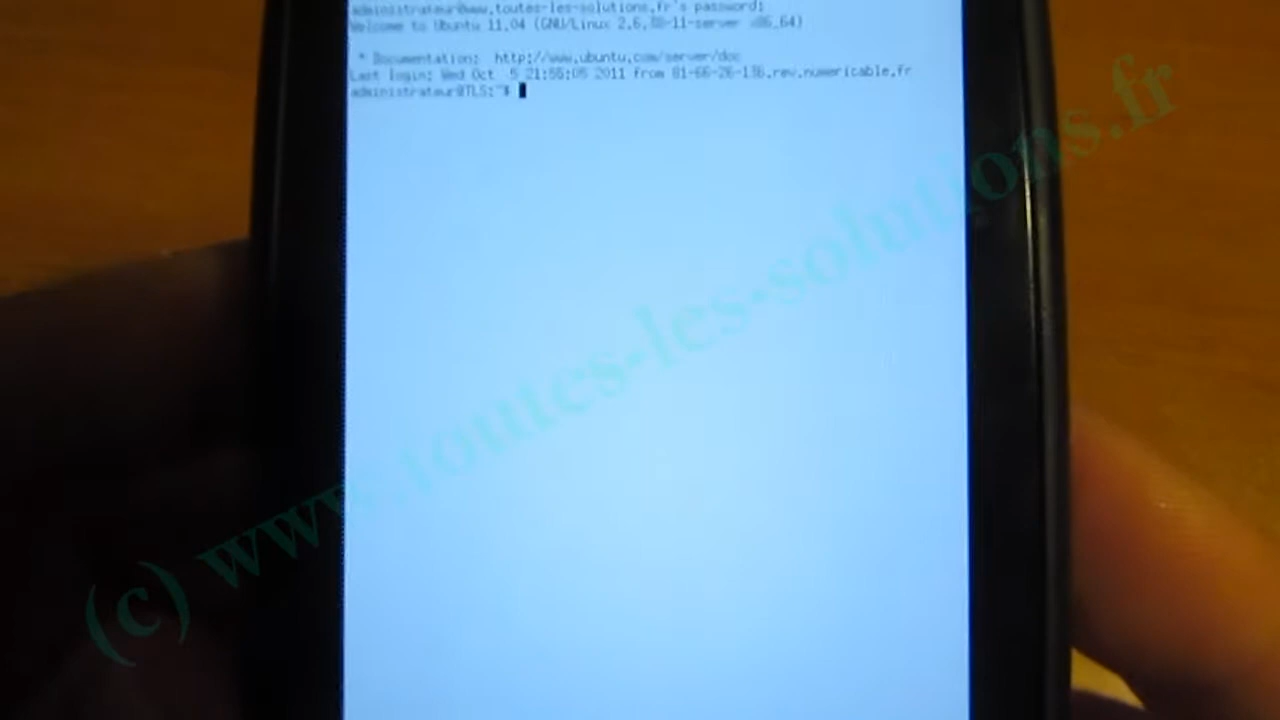 administrateur@www.toutes-les-solutions.fr's password:
Welcome to Ubuntu 11.04 (GNU/Linux 2.6.38-11-server x86_64)
* Documentation: http://www.ubuntu.com/server/doc
Last login: Wed Oct 5 21:55:05 2011 from 81-66-26-136.rev.numericable.fr
administrateur@TLS:~$
(c) www.toutes-les-solutions.fr